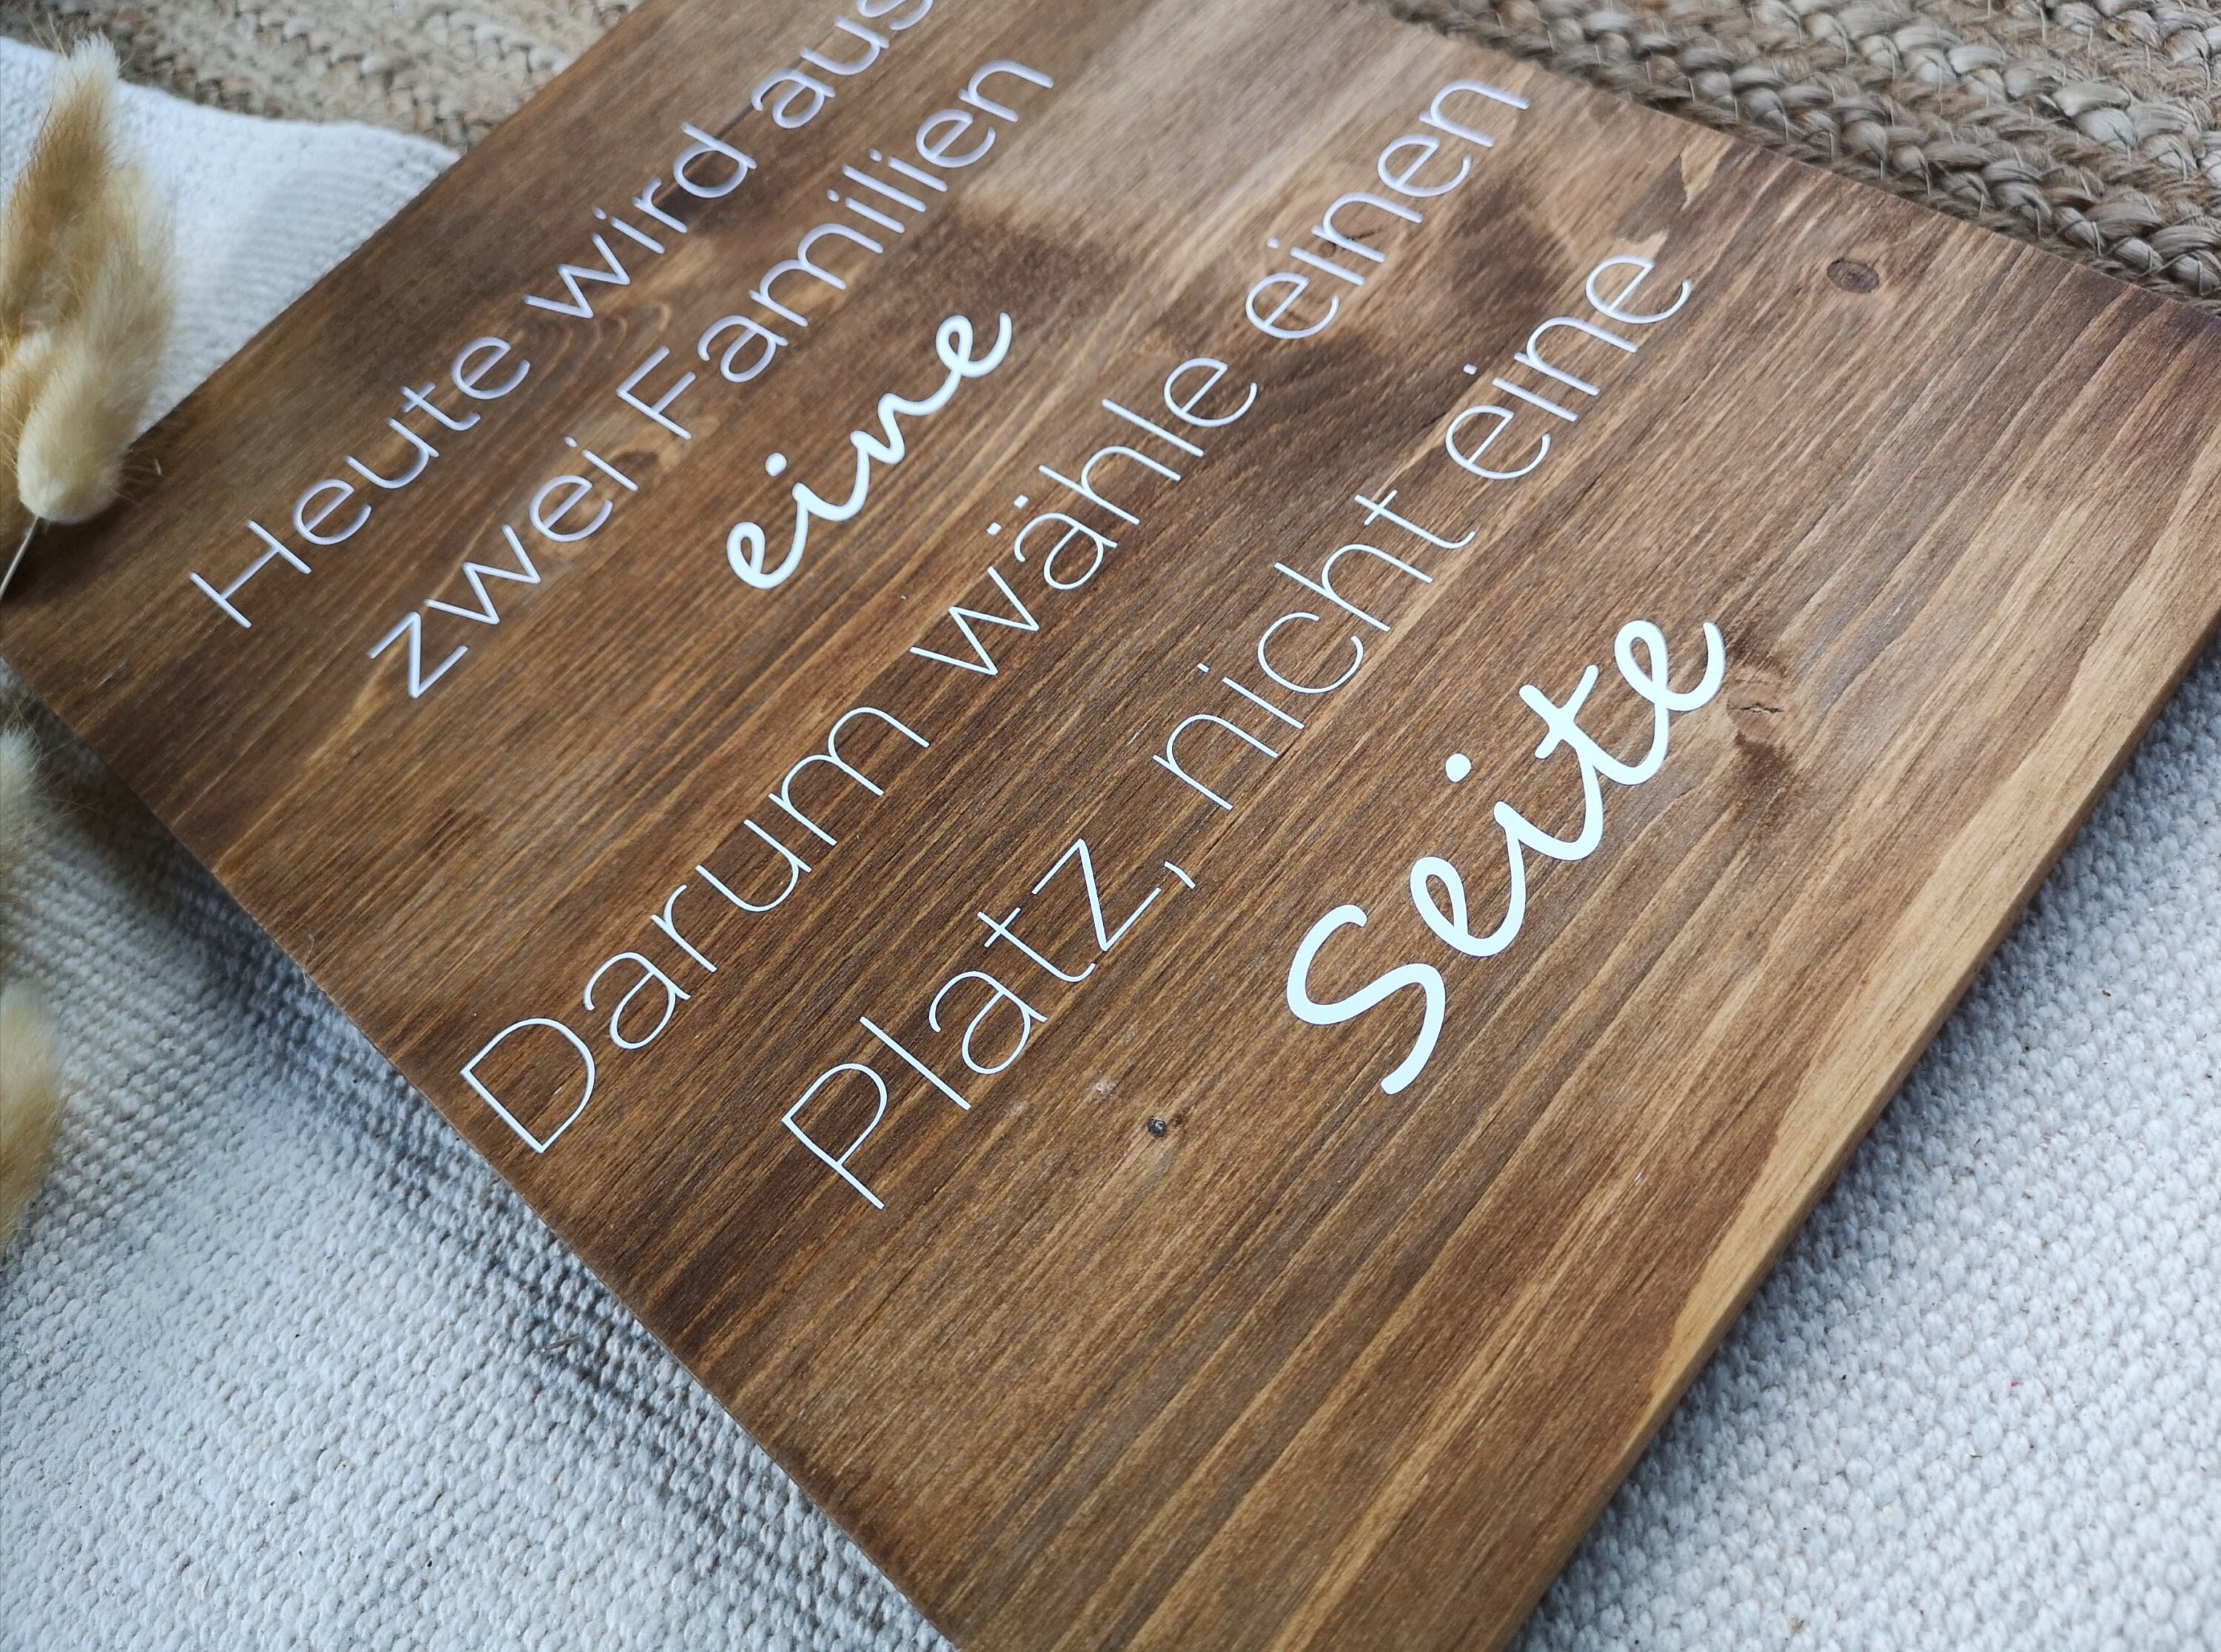 Heute wird aus
zwei Familien
eine
Darum wähle einen
Platz, nicht eine
Seite